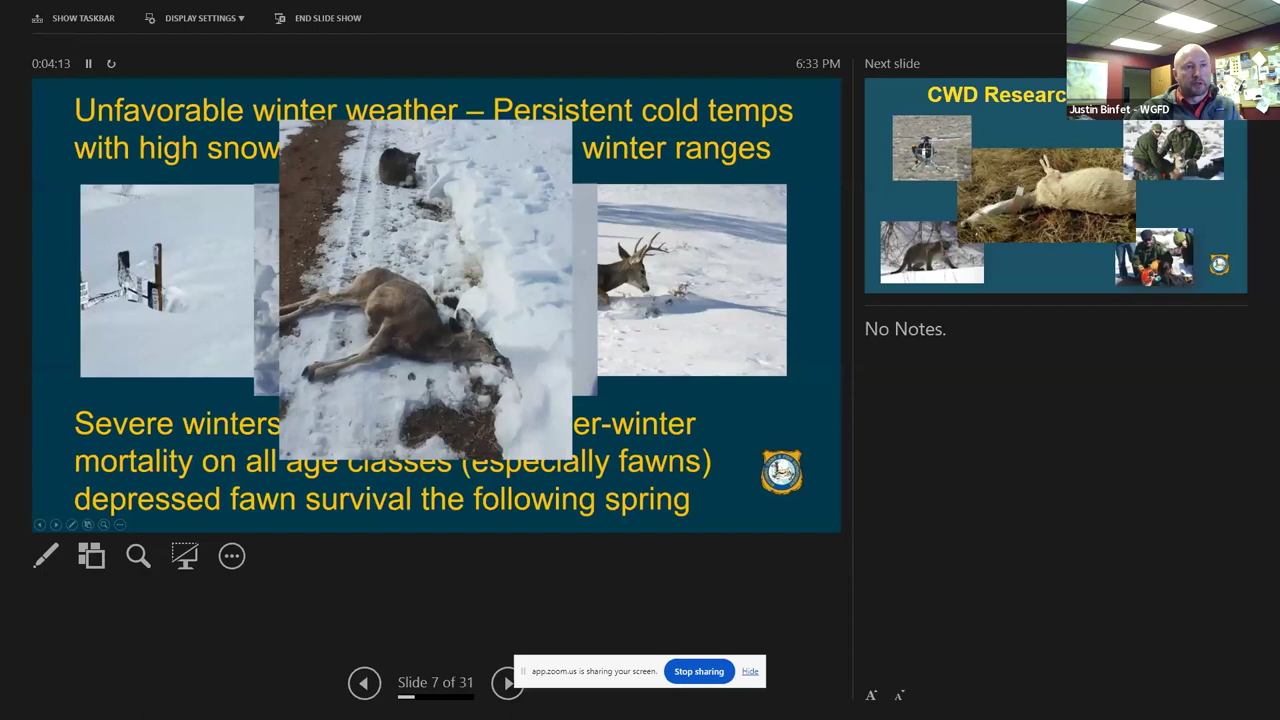 SHOW TASKBAR
DISPLAY SETTINGS ▼
END SLIDE SHOW
0:04:13
6:33 PM
Next slide
Unfavorable winter weather – Persistent cold temps
with high snow
winter ranges
Severe winters
er-winter
mortality on all age classes (especially fawns)
depressed fawn survival the following spring
CWD Researc
Justin Binfet - WGFD
No Notes.
app.zoom.us is sharing your screen.
Stop sharing
Hide
Slide 7 of 31
A
A